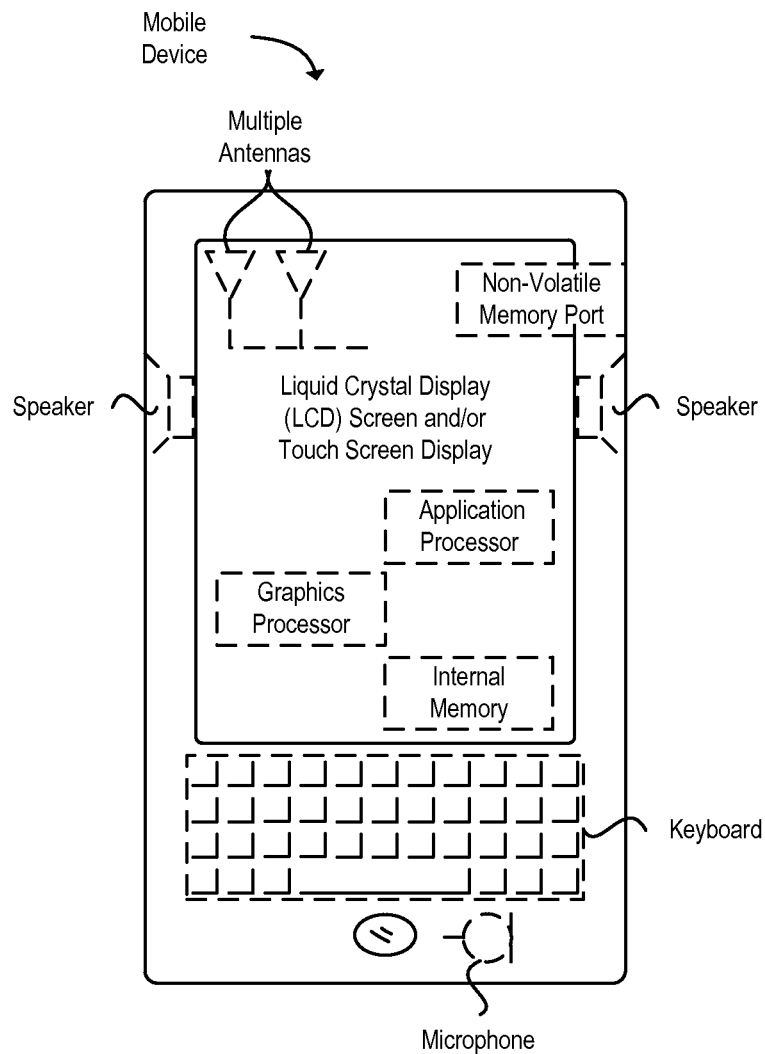 Mobile
Device
Multiple
Antennas
Non-Volatile
Memory Port
Speaker
Liquid Crystal Display
(LCD) Screen and/or
Touch Screen Display
Speaker
Application
Processor
Graphics
Processor
Internal
Memory
Keyboard
Microphone